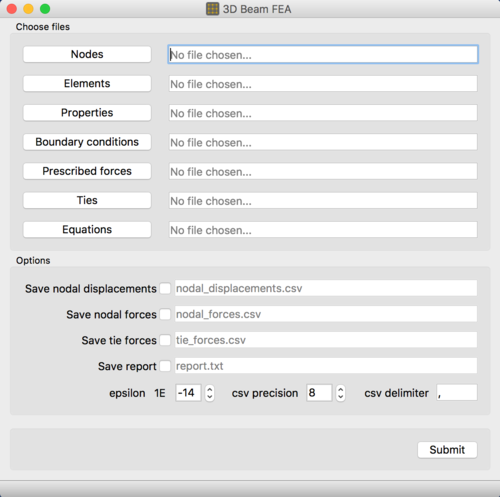 3D Beam FEA
Choose files
Nodes No file chosen...
Elements No file chosen...
Properties No file chosen...
Boundary conditions No file chosen...
Prescribed forces No file chosen...
Ties No file chosen...
Equations No file chosen...
Options
Save nodal displacements nodal_displacements.csv
Save nodal forces nodal_forces.csv
Save tie forces tie_forces.csv
Save report report.txt
epsilon 1E -14 csv precision 8 csv delimiter ,
Submit